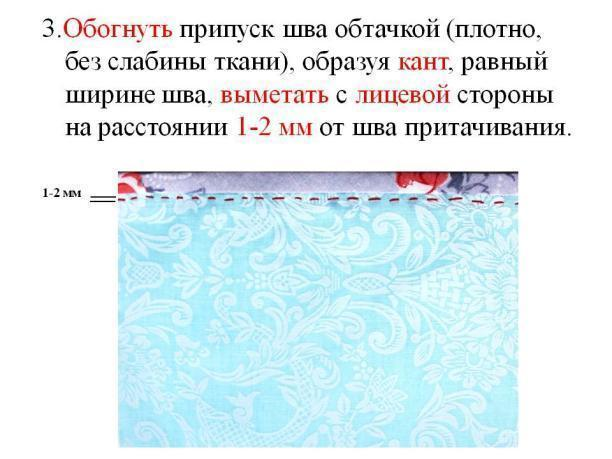 3.Обогнуть припуск шва обтачкой (плотно,
без слабины ткани), образуя кант, равный
ширине шва, выметать с лицевой стороны
на расстоянии 1-2 мм от шва притачивания.
1-2 мм